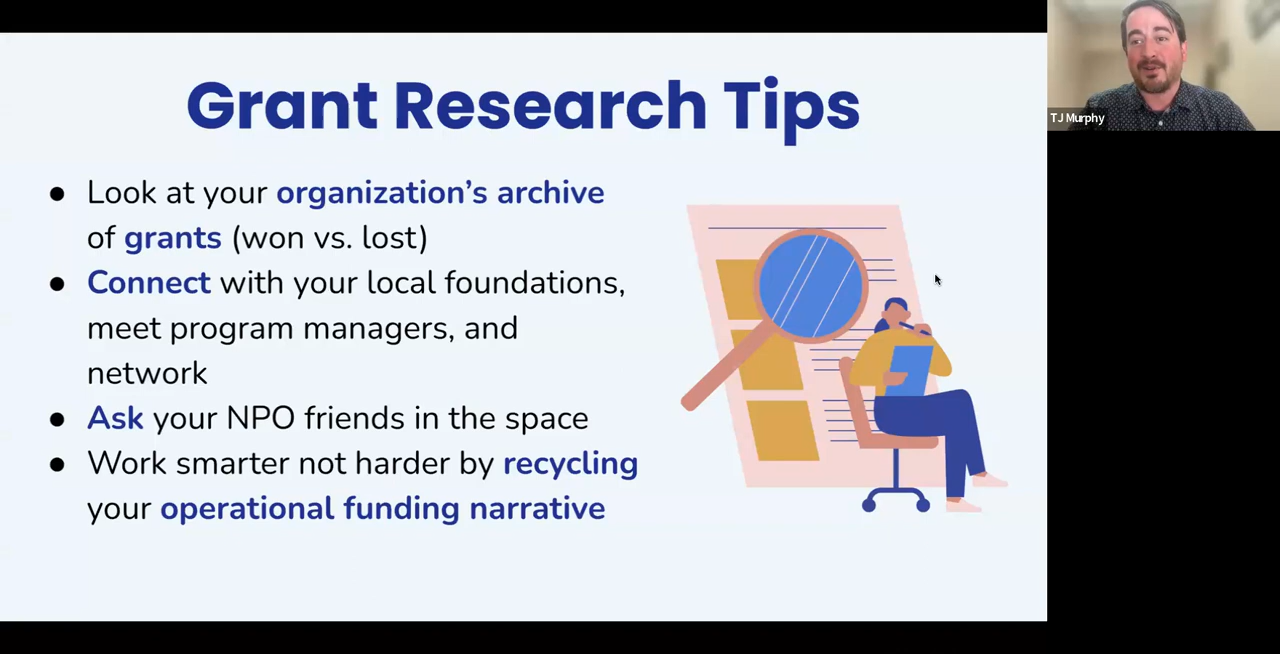 Grant Research Tips
● Look at your organization’s archive
of grants (won vs. lost)
● Connect with your local foundations,
meet program managers, and
network
● Ask your NPO friends in the space
● Work smarter not harder by recycling
your operational funding narrative
TJ Murphy